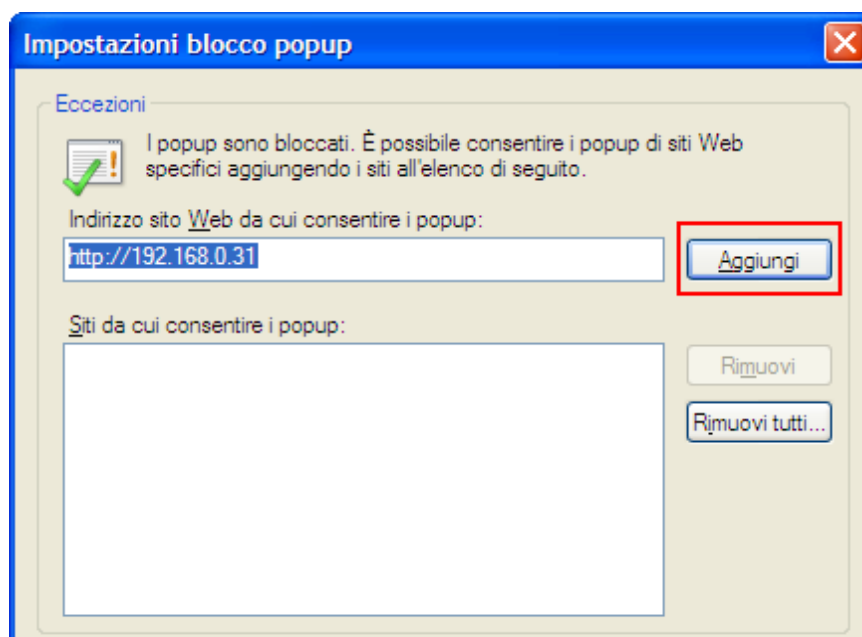 Impostazioni blocco popup
Eccezioni
I popup sono bloccati. È possibile consentire i popup di siti Web
specifici aggiungendo i siti all'elenco di seguito.
Indirizzo sito Web da cui consentire i popup:
http://192.168.0.31
Aggiungi
Siti da cui consentire i popup:
Rimuovi
Rimuovi tutti...